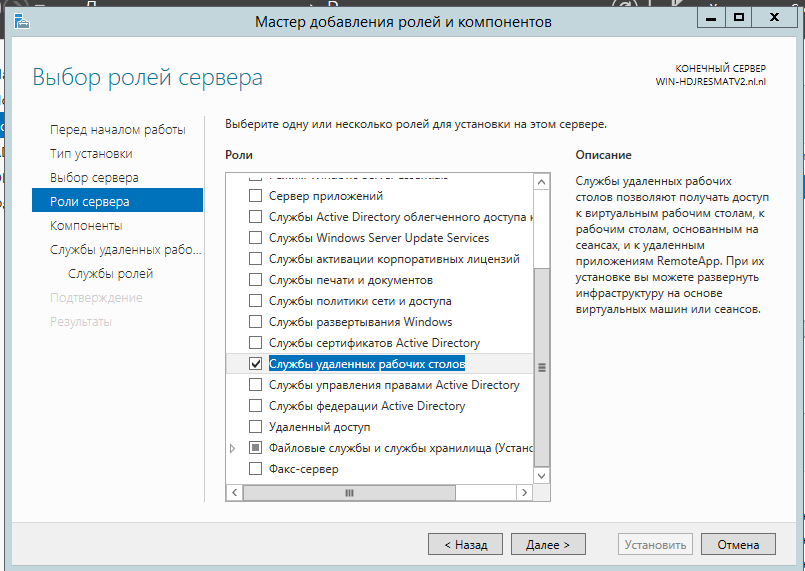 Мастер добавления ролей и компонентов
Выбор ролей сервера
КОНЕЧНЫЙ СЕРВЕР
WIN-HDJRESMATV2.nl.nl
Перед началом работы
Тип установки
Выбор сервера
Роли сервера
Компоненты
Службы удаленных рабо...
Службы ролей
Подтверждение
Результаты
Выберите одну или несколько ролей для установки на этом сервере.
Роли
Сервер приложений
Службы Active Directory облегченного доступа к
Службы Windows Server Update Services
Службы активации корпоративных лицензий
Службы печати и документов
Службы политики сети и доступа
Службы развертывания Windows
Службы сертификатов Active Directory
Службы удаленных рабочих столов
Службы управления правами Active Directory
Службы федерации Active Directory
Удаленный доступ
Файловые службы и службы хранилища (Устано
Факс-сервер
Описание
Службы удаленных рабочих
столов позволяют получать доступ
к виртуальным рабочим столам, к
рабочим столам, основанным на
сеансах, и к удаленным
приложениям RemoteApp. При их
установке вы можете развернуть
инфраструктуру на основе
виртуальных машин или сеансов.
< Назад
Далее >
Установить
Отмена